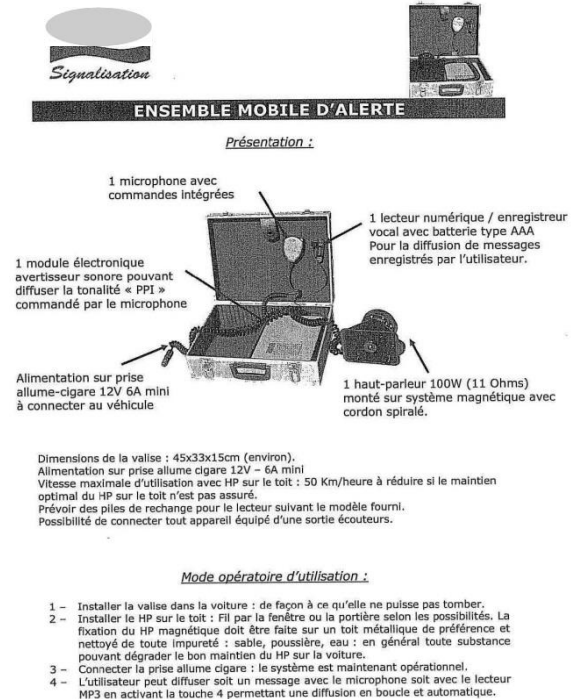 Signalisation
ENSEMBLE MOBILE D'ALERTE
Présentation :
1 microphone avec
commandes intégrées
1 lecteur numérique / enregistreur
vocal avec batterie type AAA
Pour la diffusion de messages
enregistrés par l'utilisateur.
1 module électronique
avertisseur sonore pouvant
diffuser la tonalité « PPI »
commandé par le microphone
Alimentation sur prise
allume-cigare 12V 6A mini
à connecter au véhicule
1 haut-parleur 100W (11 Ohms)
monté sur système magnétique avec
cordon spiralé.
Dimensions de la valise : 45x33x15cm (environ).
Alimentation sur prise allume cigare 12V – 6A mini
Vitesse maximale d'utilisation avec HP sur le toit : 50 Km/heure à réduire si le maintien
optimal du HP sur le toit n'est pas assuré.
Prévoir des piles de rechange pour le lecteur suivant le modèle fourni.
Possibilité de connecter tout appareil équipé d'une sortie écouteurs.
Mode opératoire d'utilisation :
1 – Installer la valise dans la voiture : de façon à ce qu'elle ne puisse pas tomber.
2 – Installer le HP sur le toit : Fil par la fenêtre ou la portière selon les possibilités. La
fixation du HP magnétique doit être faite sur un toit métallique de préférence et
nettoyé de toute impureté : sable, poussière, eau : en général toute substance
pouvant dégrader le bon maintien du HP sur la voiture.
3 – Connecter la prise allume cigare : le système est maintenant opérationnel.
4 – L'utilisateur peut diffuser soit un message avec le microphone soit avec le lecteur
MP3 en activant la touche 4 permettant une diffusion en boucle et automatique.